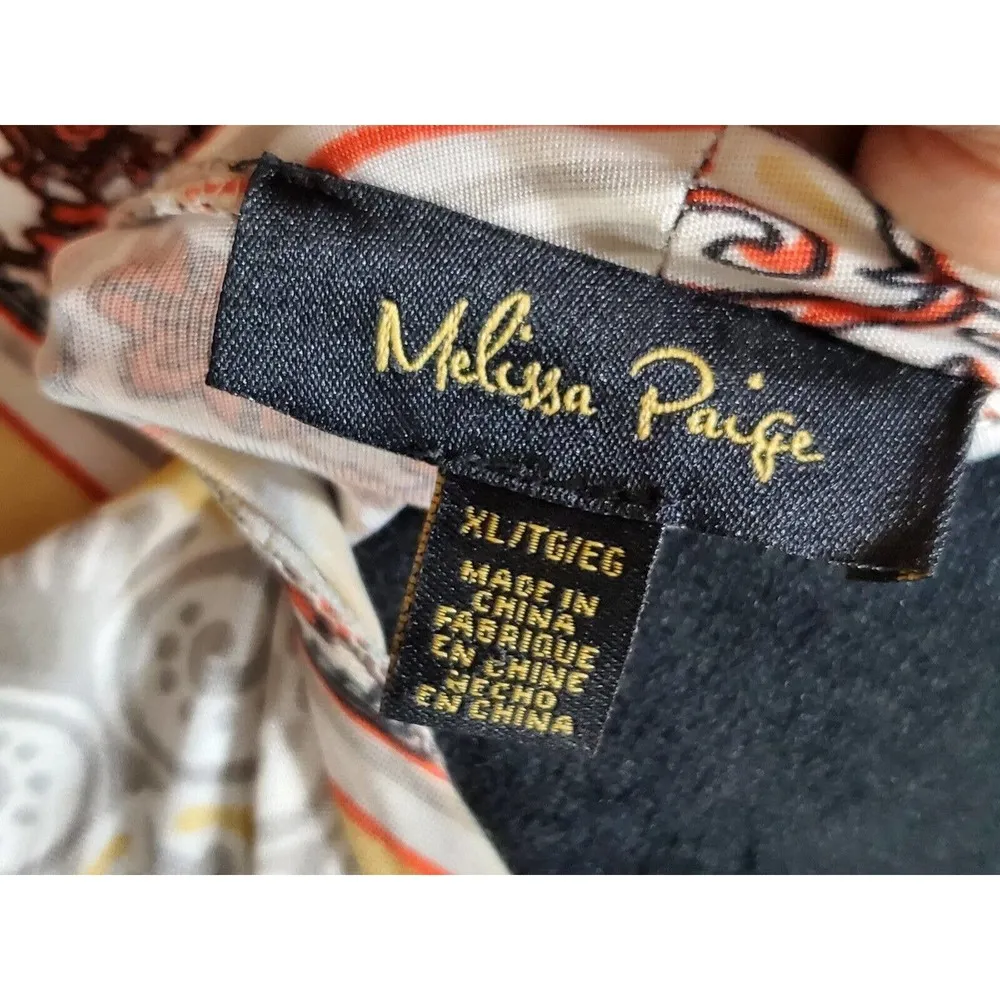 Melissa Paige
XL/TG/EG
MADE IN
CHINA
FABRIQUE
EN CHINE
HECHO
EN CHINA